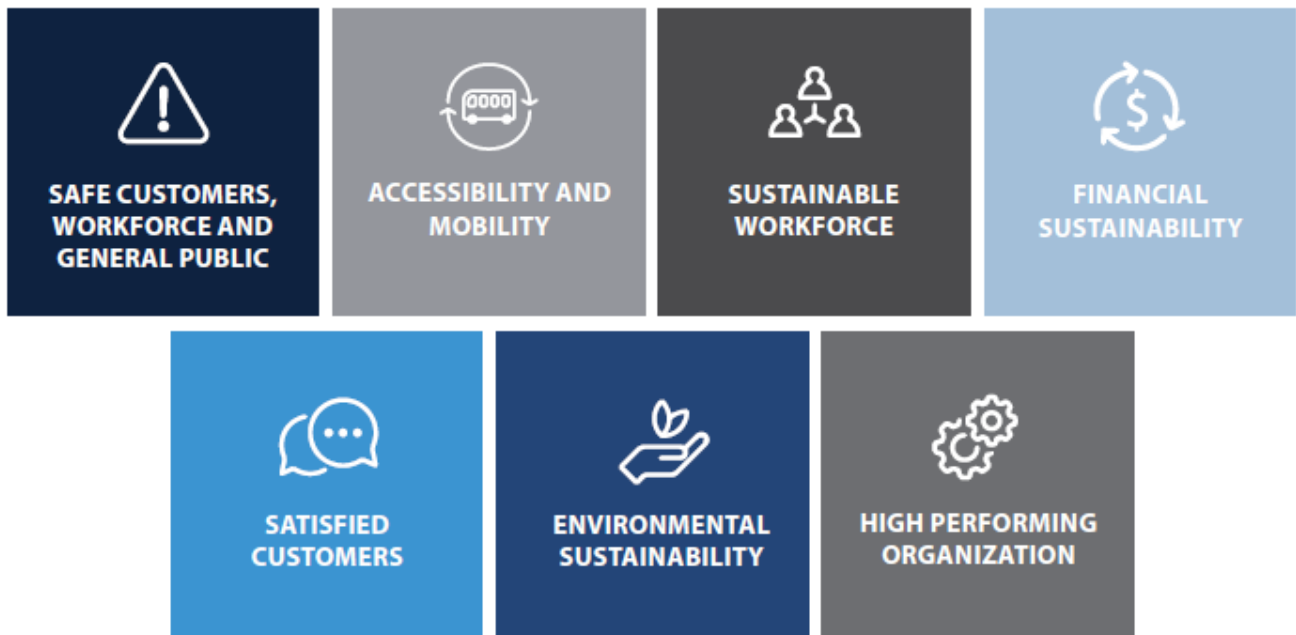 SAFE CUSTOMERS,
WORKFORCE AND
GENERAL PUBLIC
ACCESSIBILITY AND
MOBILITY
SUSTAINABLE
WORKFORCE
$
FINANCIAL
SUSTAINABILITY
SATISFIED
CUSTOMERS
ENVIRONMENTAL
SUSTAINABILITY
HIGH PERFORMING
ORGANIZATION